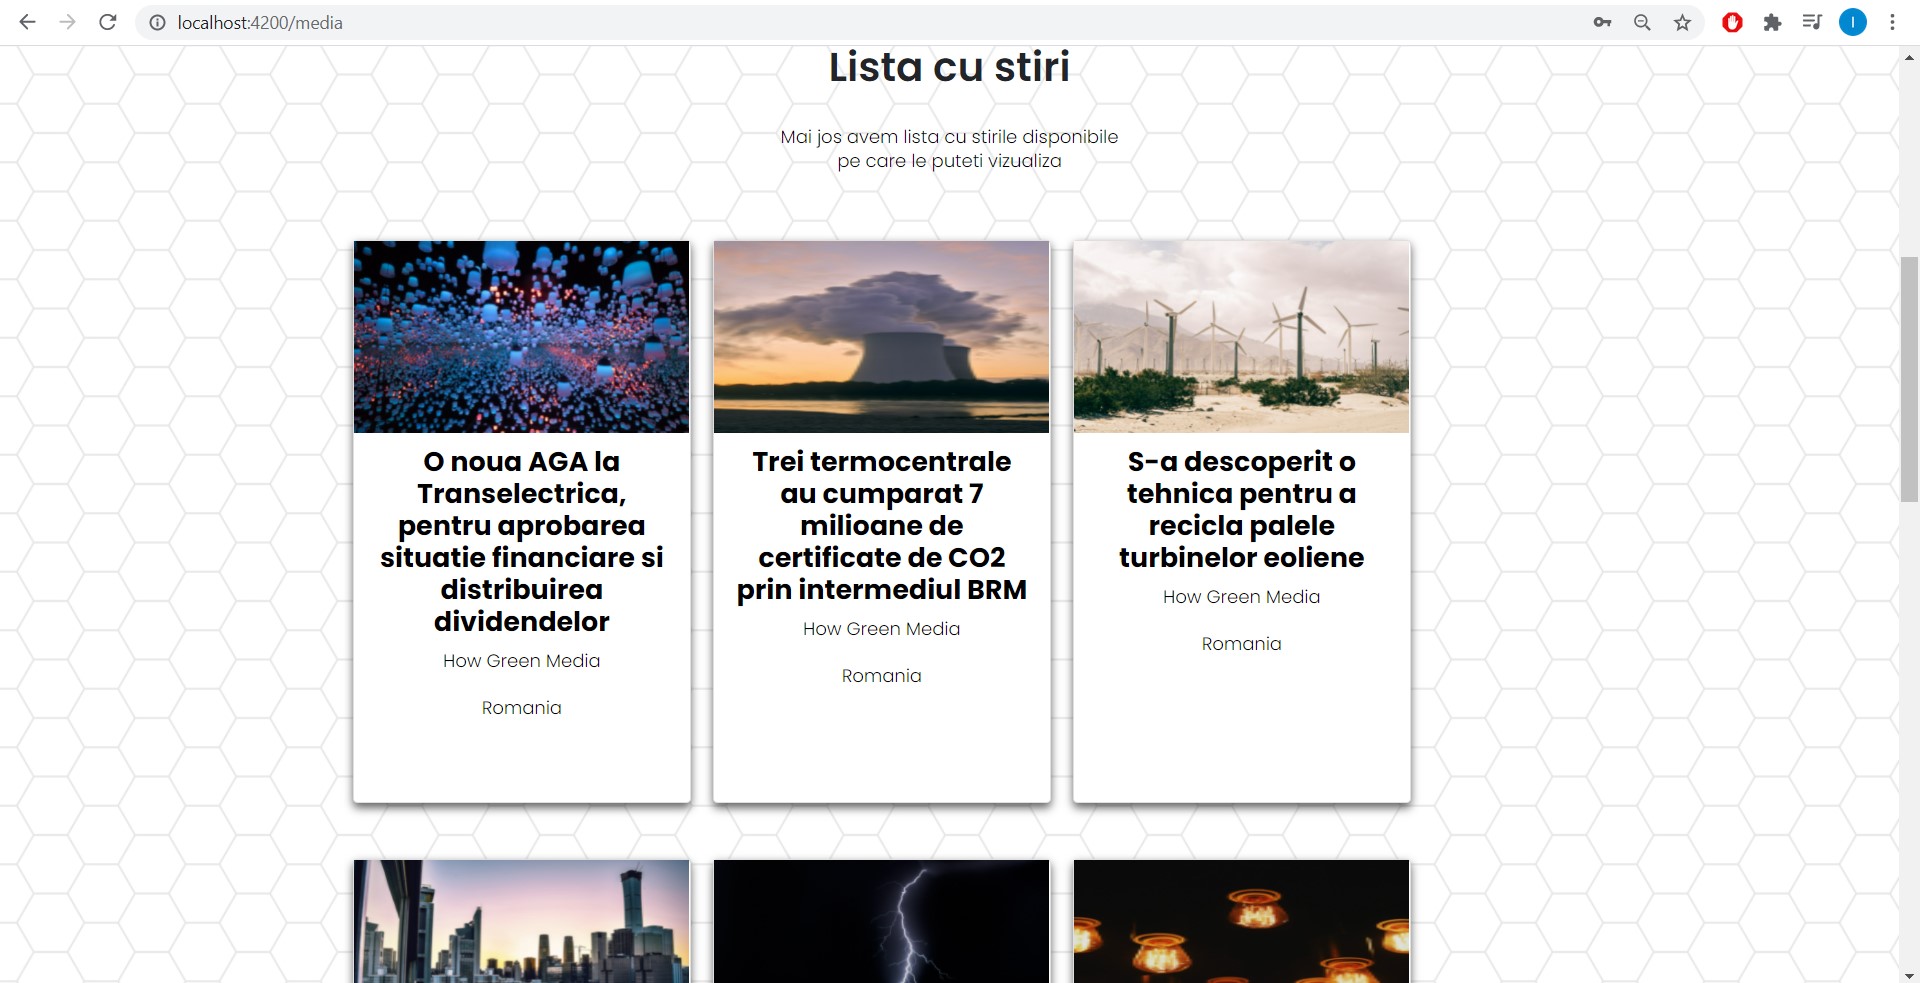 localhost:4200/media
I
Lista cu stiri
Mai jos avem lista cu stirile disponibile
pe care le puteti vizualiza
O noua AGA la
Transelectrica,
pentru aprobarea
situatie financiare si
distribuirea
dividendelor
How Green Media
Romania
Trei termocentrale
au cumparat 7
milioane de
certificate de CO2
prin intermediul BRM
How Green Media
Romania
S-a descoperit o
tehnica pentru a
recicla palele
turbinelor eoliene
How Green Media
Romania